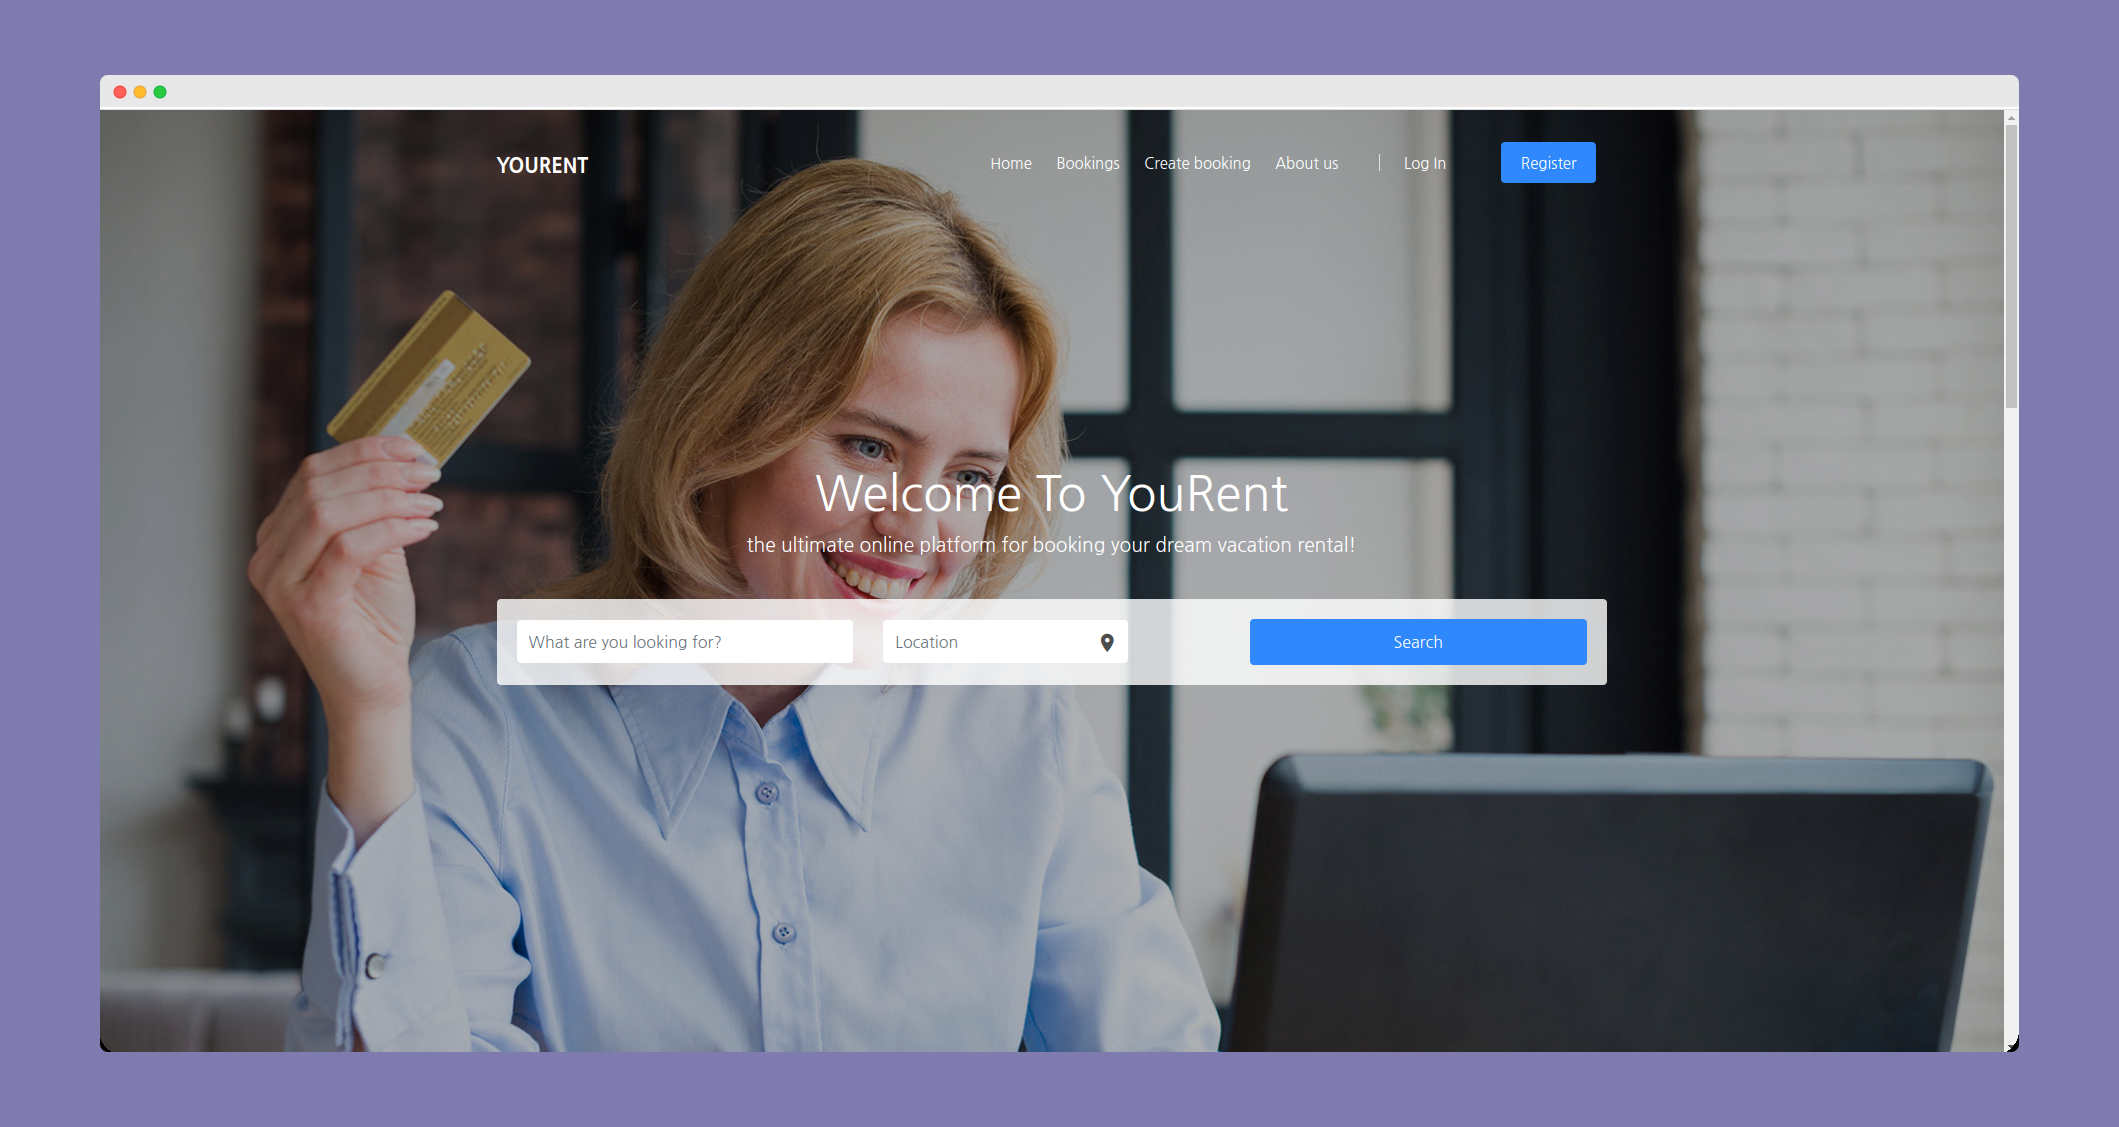 YOURENT
Home Bookings Create booking About us | Log In Register
Welcome To YouRent
the ultimate online platform for booking your dream vacation rental!
What are you looking for? Location Search